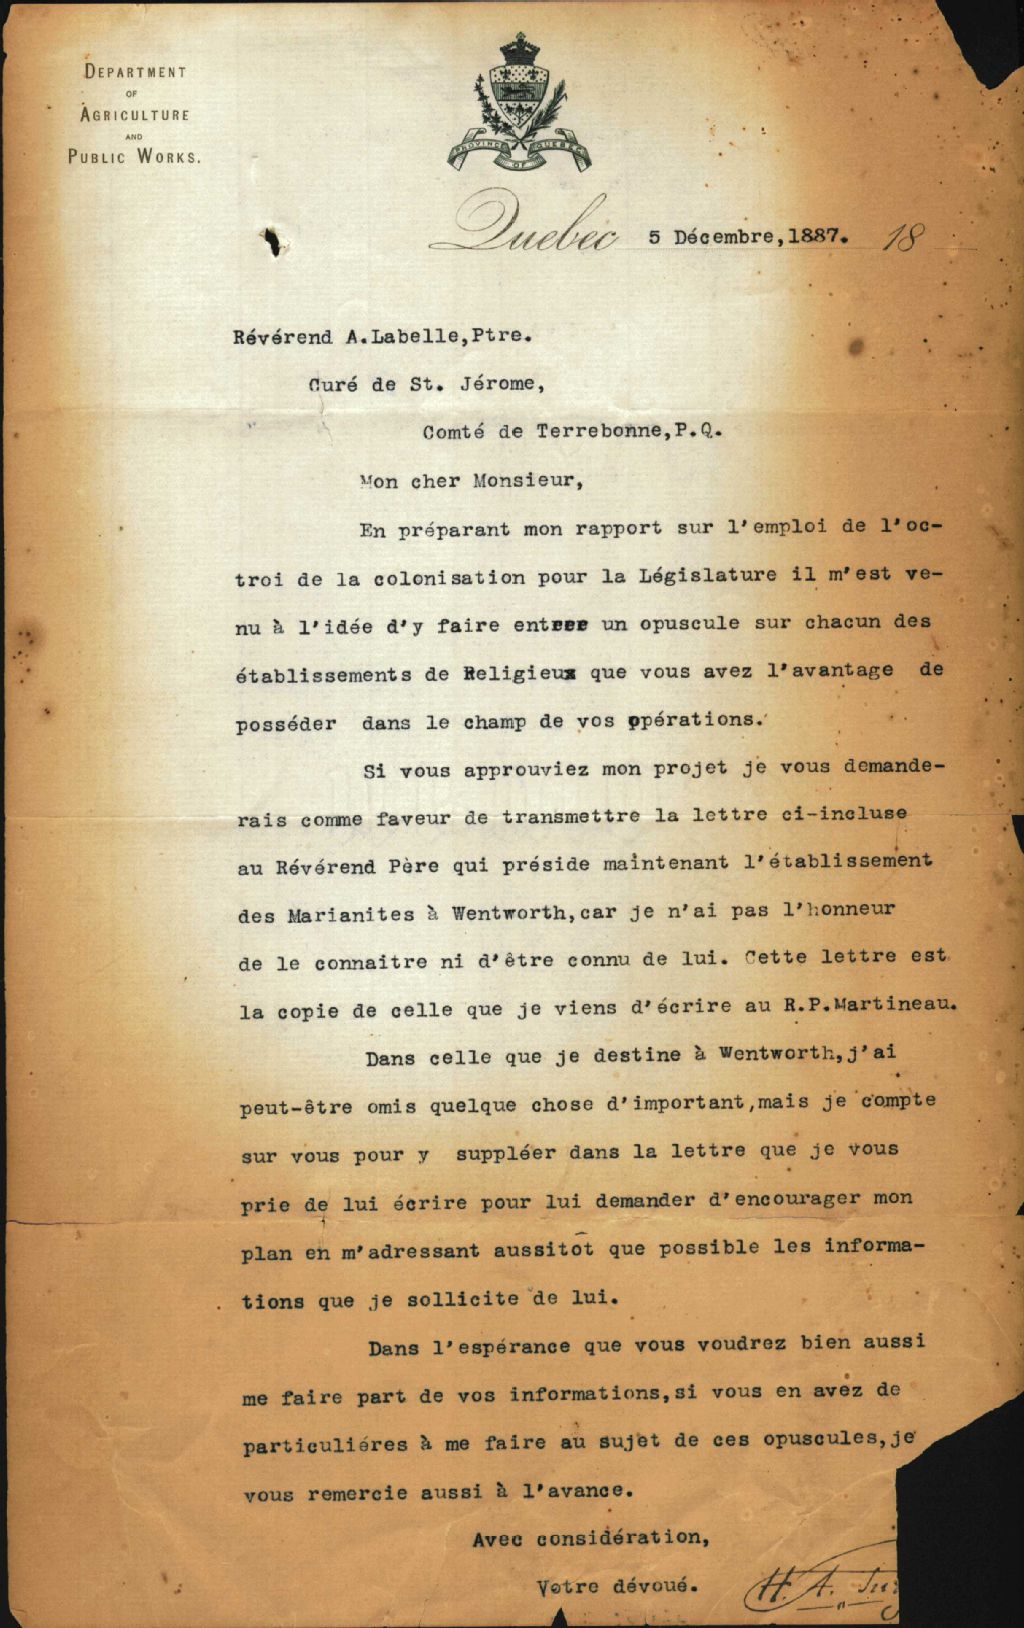 DEPARTMENT
OF
AGRICULTURE
AND
PUBLIC WORKS.
PROVINCE OF QUEBEC
Quebec 5 Décembre,1887. 18
Révérend A.Labelle,Ptre.
Curé de St. Jérome,
Comté de Terrebonne,P.Q.
Mon cher Monsieur,
En préparant mon rapport sur l'emploi de l'oc-
troi de la colonisation pour la Législature il m'est ve-
nu à l'idée d'y faire entrer un opuscule sur chacun des
établissements de Religieux que vous avez l'avantage de
posséder dans le champ de vos opérations.
Si vous approuviez mon projet je vous demande-
rais comme faveur de transmettre la lettre ci-incluse
au Révérend Père qui préside maintenant l'établissement
des Marianites à Wentworth,car je n'ai pas l'honneur
de le connaitre ni d'être connu de lui. Cette lettre est
la copie de celle que je viens d'écrire au R.P.Martineau.
Dans celle que je destine à Wentworth,j'ai
peut-être omis quelque chose d'important,mais je compte
sur vous pour y suppléer dans la lettre que je vous
prie de lui écrire pour lui demander d'encourager mon
plan en m'adressant aussitôt que possible les informa-
tions que je sollicite de lui.
Dans l'espérance que vous voudrez bien aussi
me faire part de vos informations,si vous en avez de
particuliéres à me faire au sujet de ces opuscules,je
vous remercie aussi à l'avance.
Avec considération,
Votre dévoué. H. A.